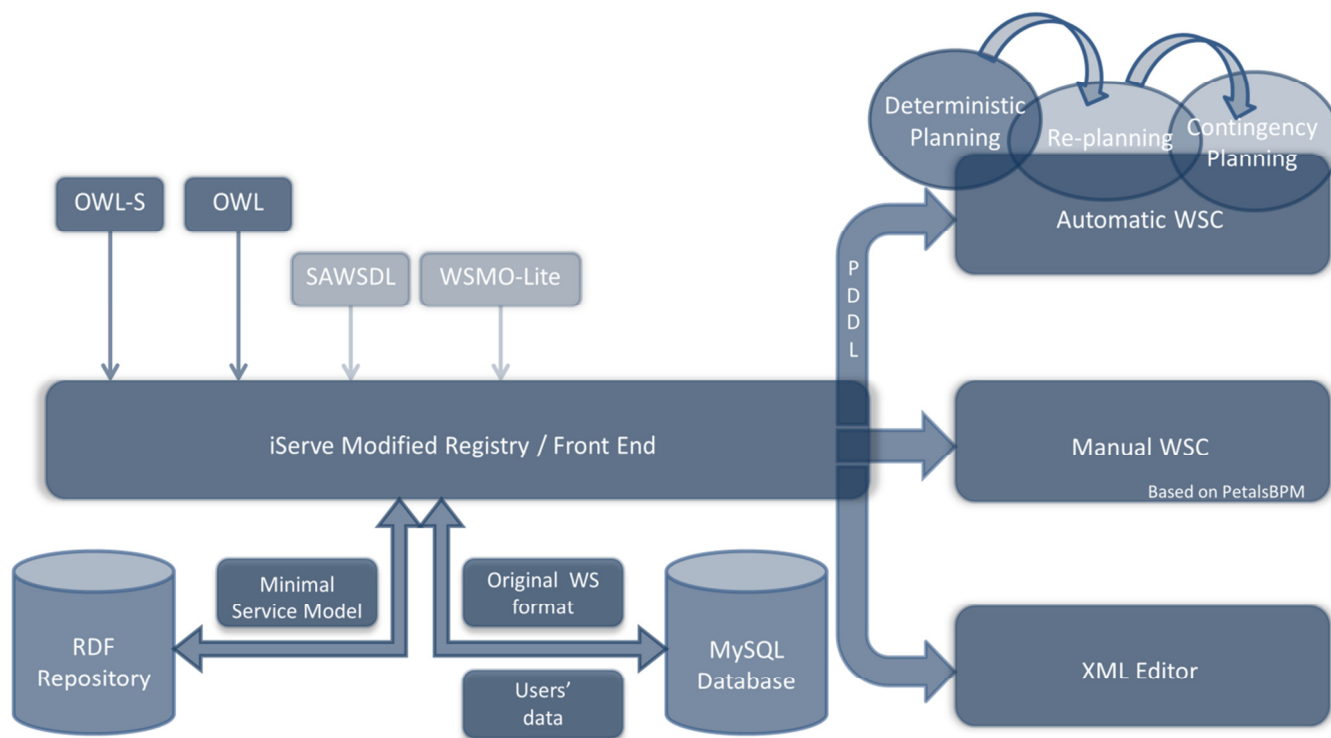 Deterministic
Planning
Re-planning
Contingency
Planning
OWL-S
OWL
Automatic WSC
SAWSDL
WSMO-Lite
P
D
D
L
iServe Modified Registry / Front End
Manual WSC
Based on PetalsBPM
Minimal
Service Model
Original WS
format
RDF
Repository
MySQL
Database
XML Editor
Users'
data